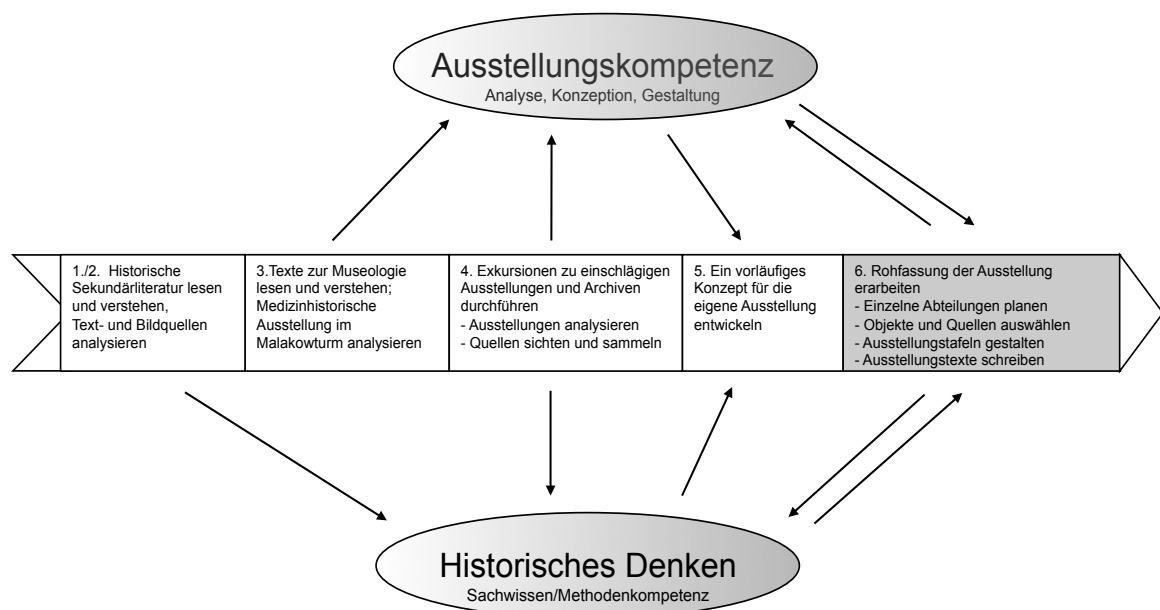 Ausstellungskompetenz
Analyse, Konzeption, Gestaltung
1./2. Historische
Sekundärliteratur lesen
und verstehen,
Text- und Bildquellen
analysieren
3.Texte zur Museologie
lesen und verstehen;
Medizinhistorische
Ausstellung im
Malakowturm analysieren
4. Exkursionen zu einschlägigen
Ausstellungen und Archiven
durchführen
- Ausstellungen analysieren
- Quellen sichten und sammeln
5. Ein vorläufiges
Konzept für die
eigene Ausstellung
entwickeln
6. Rohfassung der Ausstellung
erarbeiten
- Einzelne Abteilungen planen
- Objekte und Quellen auswählen
- Ausstellungstafeln gestalten
- Ausstellungstexte schreiben
Historisches Denken
Sachwissen/Methodenkompetenz